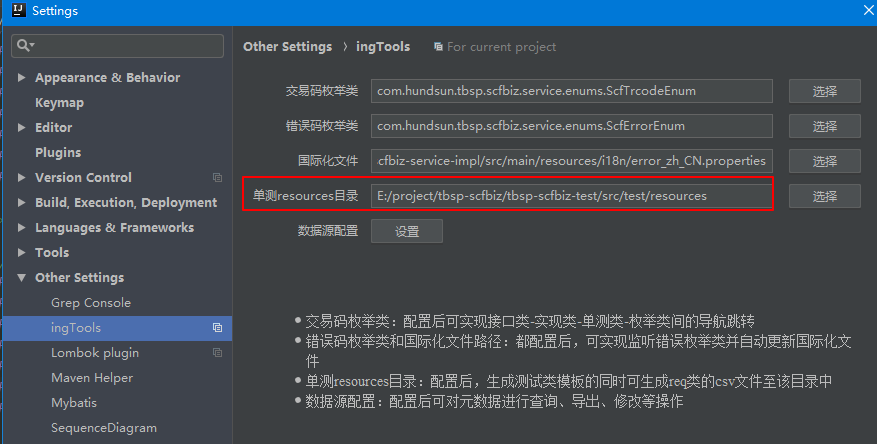 Settings
Appearance & Behavior
Keymap
Editor
Plugins
Version Control
Build, Execution, Deployment
Languages & Frameworks
Tools
Other Settings
Grep Console
ingTools
Lombok plugin
Maven Helper
Mybatis
SequenceDiagram
Other Settings › ingTools For current project
交易码枚举类 com.hundsun.tbsp.scfbiz.service.enums.ScfTrcodeEnum 选择
错误码枚举类 com.hundsun.tbsp.scfbiz.service.enums.ScfErrorEnum 选择
国际化文件 cfbiz-service-impl/src/main/resources/i18n/error_zh_CN.properties 选择
单测resources目录 E:/project/tbsp-scfbiz/tbsp-scfbiz-test/src/test/resources 选择
数据源配置 设置
• 交易码枚举类：配置后可实现接口类-实现类-单测类-枚举类间的导航跳转
• 错误码枚举类和国际化文件路径：都配置后，可实现监听错误枚举类并自动更新国际化文
件
• 单测resources目录：配置后，生成测试类模板的同时可生成req类的csv文件至该目录中
• 数据源配置：配置后可对元数据进行查询、导出、修改等操作